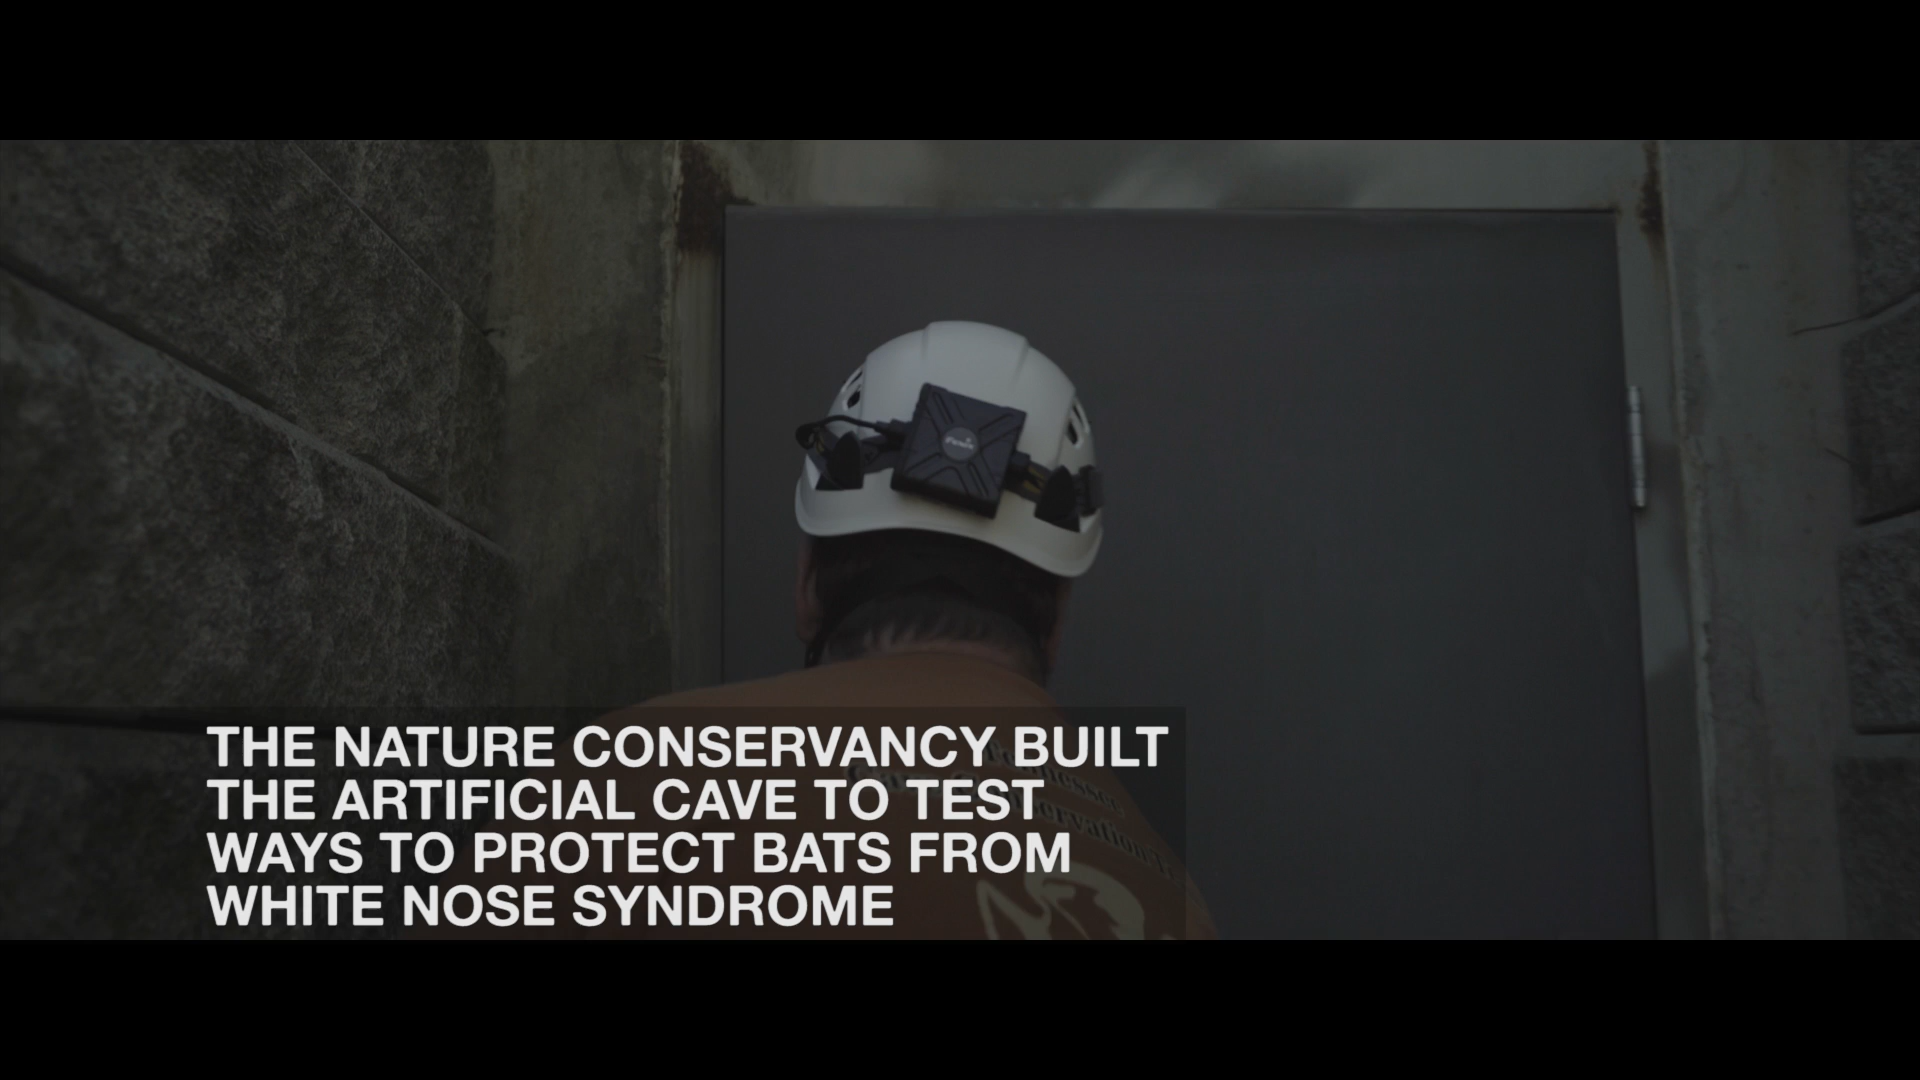 THE NATURE CONSERVANCY BUILT
THE ARTIFICIAL CAVE TO TEST
WAYS TO PROTECT BATS FROM
WHITE NOSE SYNDROME